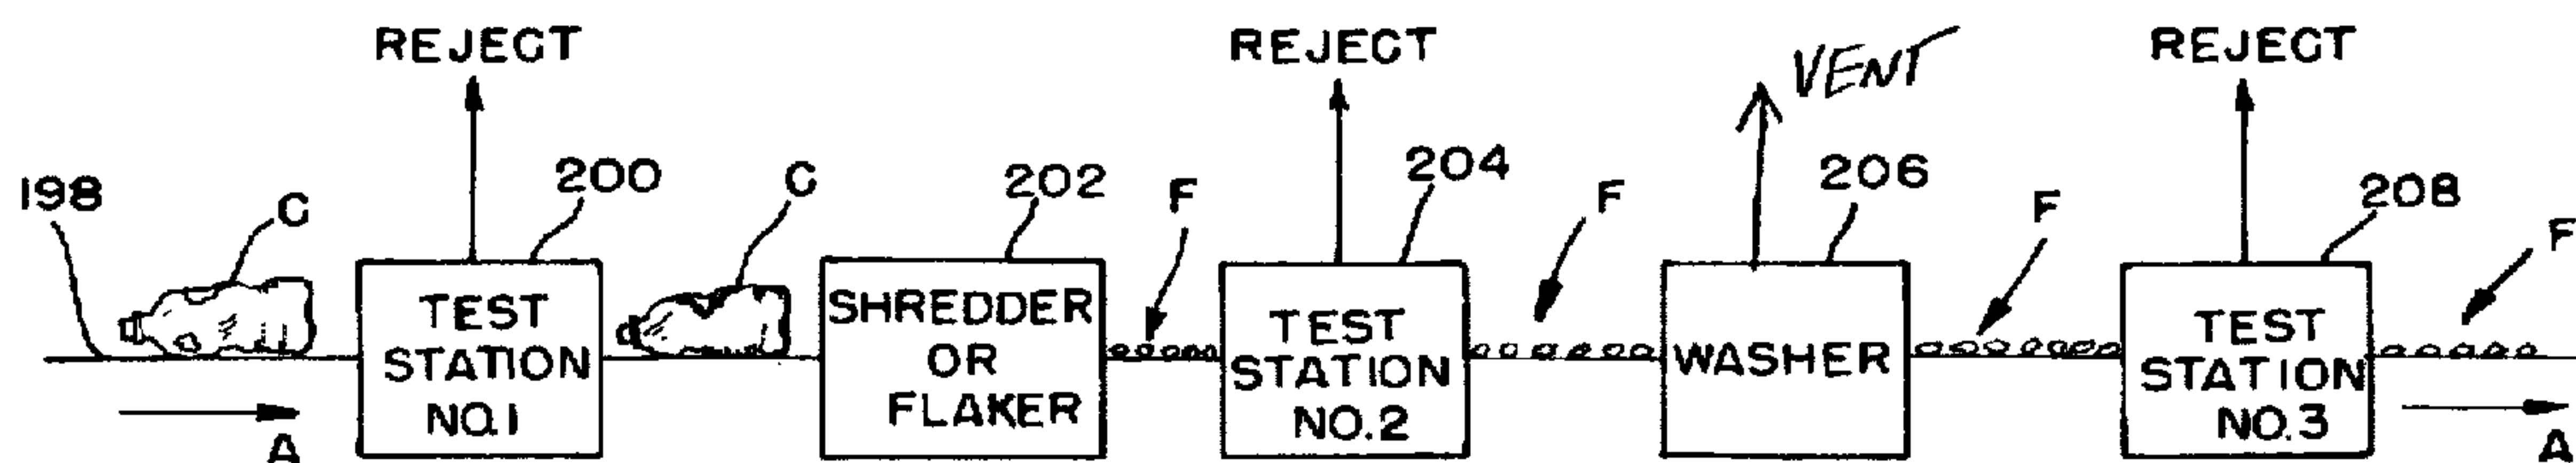 REJECT
REJECT
VENT
REJECT
198
C
200
C
202
F
204
F
206
F
208
F
TEST
STATION
NO.1
SHREDDER
OR
FLAKER
TEST
STATION
NO.2
WASHER
TEST
STATION
NO.3
A
A